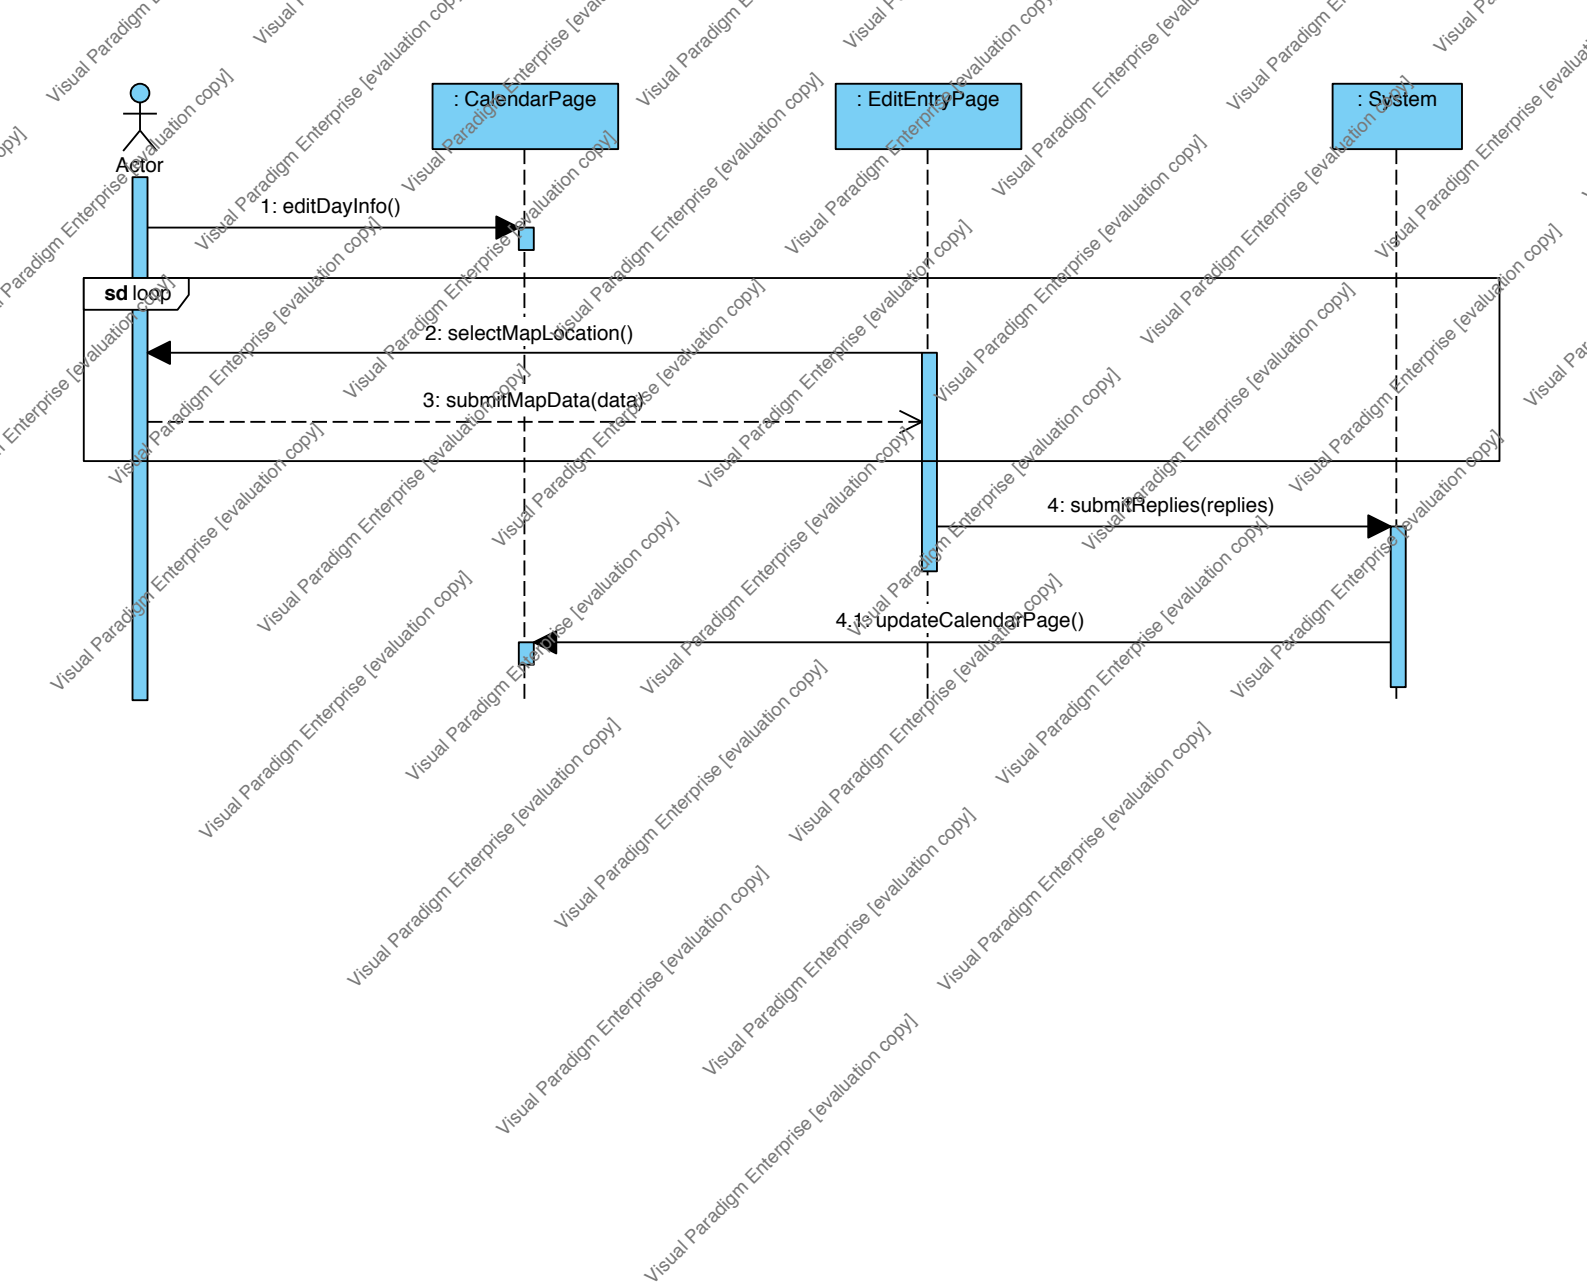 Actor
: CalendarPage
: EditEntryPage
: System
1: editDayInfo()
sd loop
2: selectMapLocation()
3: submitMapData(data)
4: submitReplies(replies)
4.1: updateCalendarPage()
Visual Paradigm Enterprise [evaluation copy]